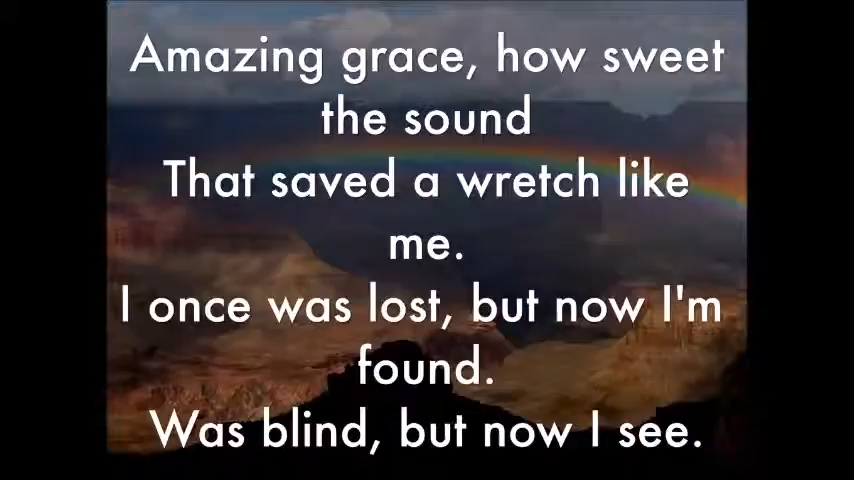 Amazing grace, how sweet
the sound
That saved a wretch like
me.
I once was lost, but now I'm
found.
Was blind, but now I see.